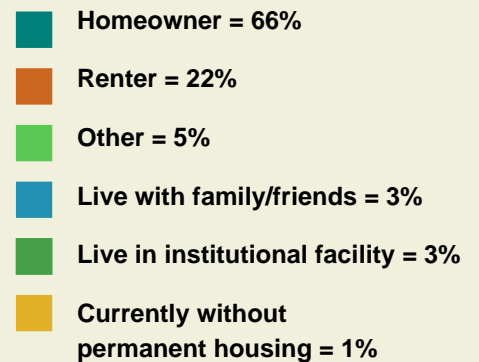 Homeowner = 66%
Renter = 22%
Other = 5%
Live with family/friends = 3%
Live in institutional facility = 3%
Currently without
permanent housing = 1%